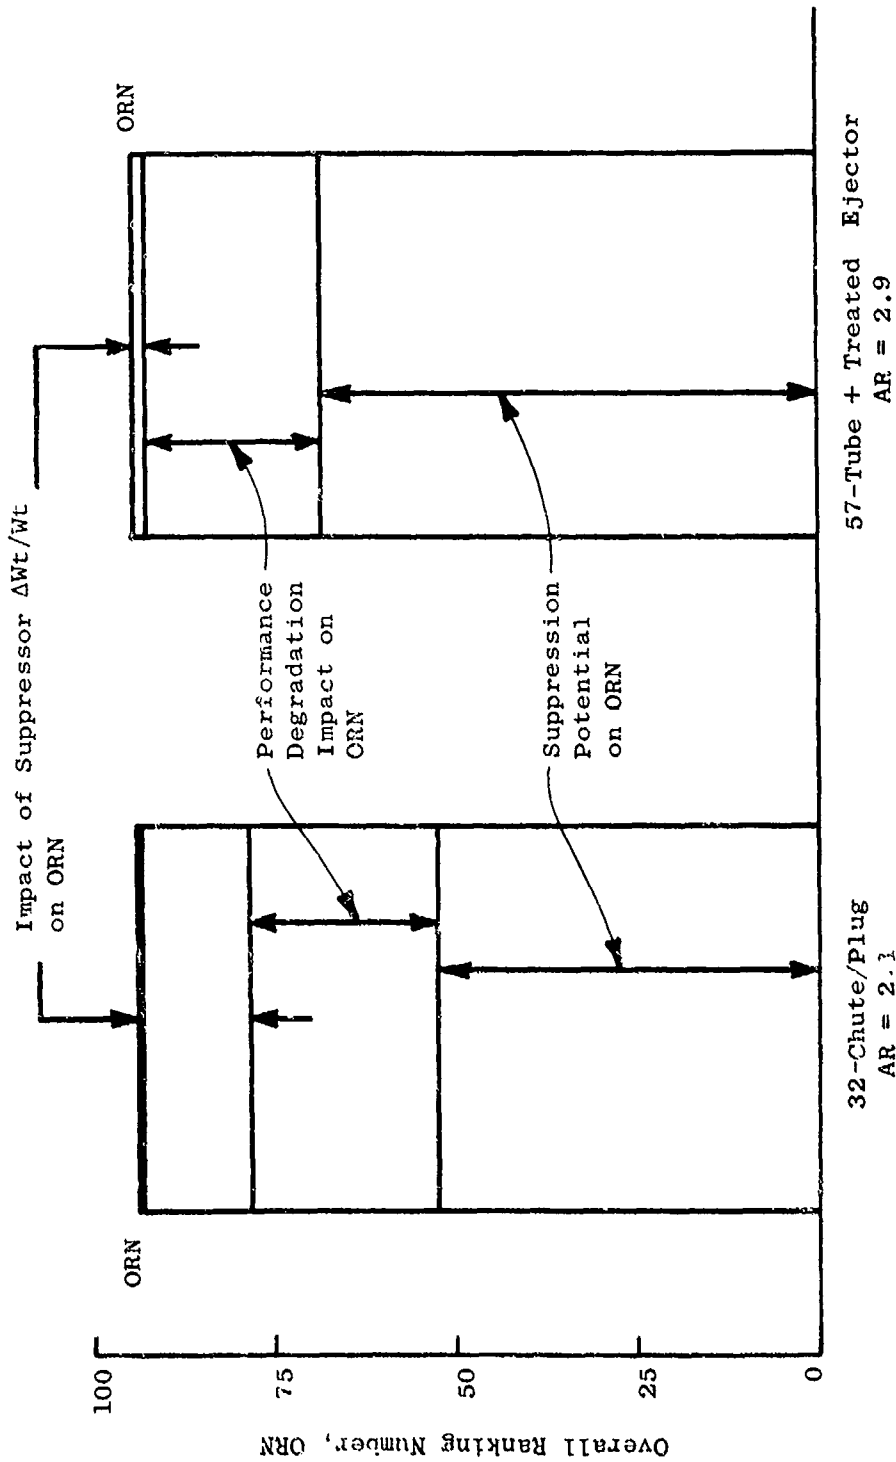 Impact of Suppressor ΔWt/Wt
on ORN
ORN
ORN
Performance
Degradation
Impact on
ORN
Suppression
Potential
on ORN
Overall Ranking Number, ORN
100
75
50
25
0
32-Chute/Plug
AR = 2.1
57-Tube + Treated Ejector
AR = 2.9